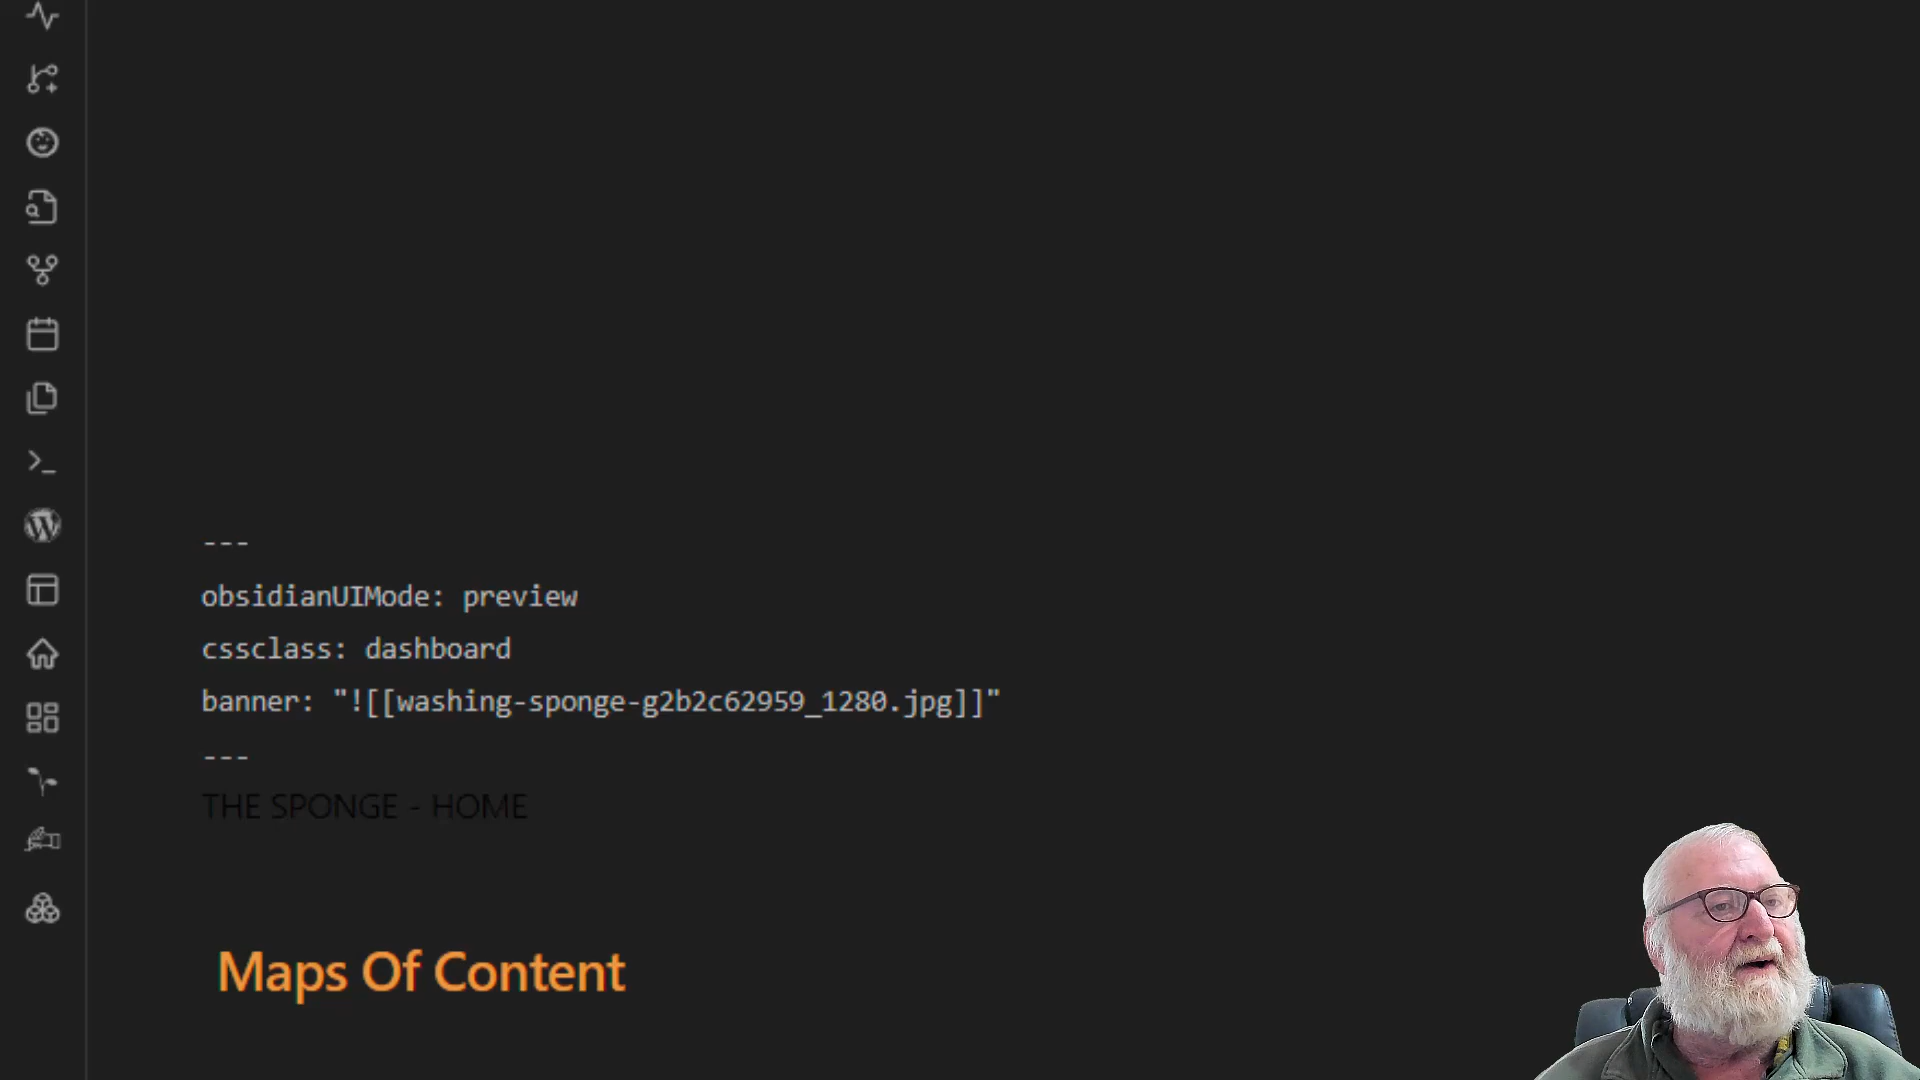 ---
obsidianUIMode: preview
cssclass: dashboard
banner: "![[washing-sponge-g2b2c62959_1280.jpg]]"
---
THE SPONGE - HOME
Maps Of Content